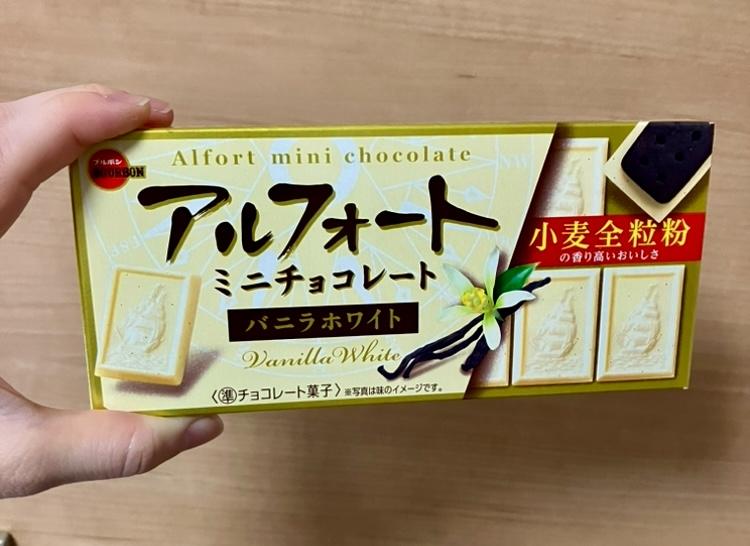 ブルボン
BOURBON
Alfort mini chocolate
アルフォート
ミニチョコレート
バニラホワイト
Vanilla White
〈準チョコレート菓子〉※写真は味のイメージです。
小麦全粒粉
の香り高いおいしさ